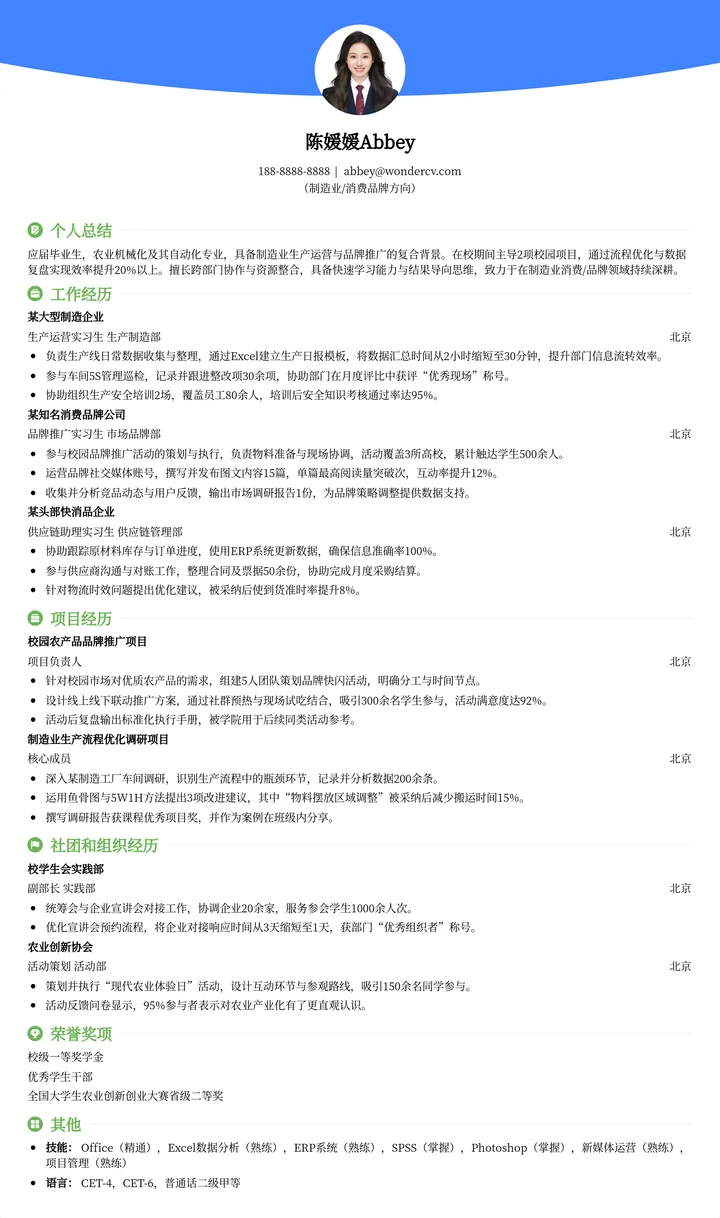 陈媛媛Abbey
188-8888-8888 | abbey@wondercv.com
（制造业/消费品牌方向）
个人总结
应届毕业生，农业机械化及其自动化专业，具备制造业生产运营与品牌推广的复合背景。在校期间主导2项校园项目，通过流程优化与数据
复盘实现效率提升20%以上。擅长跨部门协作与资源整合，具备快速学习能力与结果导向思维，致力于在制造业消费/品牌领域持续深耕。
工作经历
某大型制造企业
生产运营实习生 生产制造部 北京
• 负责生产线日常数据收集与整理，通过Excel建立生产日报模板，将数据汇总时间从2小时缩短至30分钟，提升部门信息流转效率。
• 参与车间5S管理巡检，记录并跟进整改项30余项，协助部门在月度评比中获评“优秀现场”称号。
• 协助组织生产安全培训2场，覆盖员工80余人，培训后安全知识考核通过率达95%。
某知名消费品牌公司
品牌推广实习生 市场品牌部 北京
• 参与校园品牌推广活动的策划与执行，负责物料准备与现场协调，活动覆盖3所高校，累计触达学生500余人。
• 运营品牌社交媒体账号，撰写并发布图文内容15篇，单篇最高阅读量突破次，互动率提升12%。
• 收集并分析竞品动态与用户反馈，输出市场调研报告1份，为品牌策略调整提供数据支持。
某头部快消品企业
供应链助理实习生 供应链管理部 北京
• 协助跟踪原材料库存与订单进度，使用ERP系统更新数据，确保信息准确率100%。
• 参与供应商沟通与对账工作，整理合同及票据50余份，协助完成月度采购结算。
• 针对物流时效问题提出优化建议，被采纳后使到货准时率提升8%。
项目经历
校园农产品品牌推广项目
项目负责人 北京
• 针对校园市场对优质农产品的需求，组建5人团队策划品牌快闪活动，明确分工与时间节点。
• 设计线上线下联动推广方案，通过社群预热与现场试吃结合，吸引300余名学生参与，活动满意度达92%。
• 活动后复盘输出标准化执行手册，被学院用于后续同类活动参考。
制造业生产流程优化调研项目
核心成员 北京
• 深入某制造工厂车间调研，识别生产流程中的瓶颈环节，记录并分析数据200余条。
• 运用鱼骨图与5W1H方法提出3项改进建议，其中“物料摆放区域调整”被采纳后减少搬运时间15%。
• 撰写调研报告获课程优秀项目奖，并作为案例在班级内分享。
社团和组织经历
校学生会实践部
副部长 实践部 北京
• 统筹会与企业宣讲会对接工作，协调企业20余家，服务参会学生1000余人次。
• 优化宣讲会预约流程，将企业对接响应时间从3天缩短至1天，获部门“优秀组织者”称号。
农业创新协会
活动策划 活动部 北京
• 策划并执行“现代农业体验日”活动，设计互动环节与参观路线，吸引150余名同学参与。
• 活动反馈问卷显示，95%参与者表示对农业产业化有了更直观认识。
荣誉奖项
校级一等奖学金
优秀学生干部
全国大学生农业创新创业大赛省级二等奖
其他
• 技能： Office（精通），Excel数据分析（熟练），ERP系统（熟练），SPSS（掌握），Photoshop（掌握），新媒体运营（熟练），
项目管理（熟练）
• 语言： CET-4，CET-6，普通话二级甲等